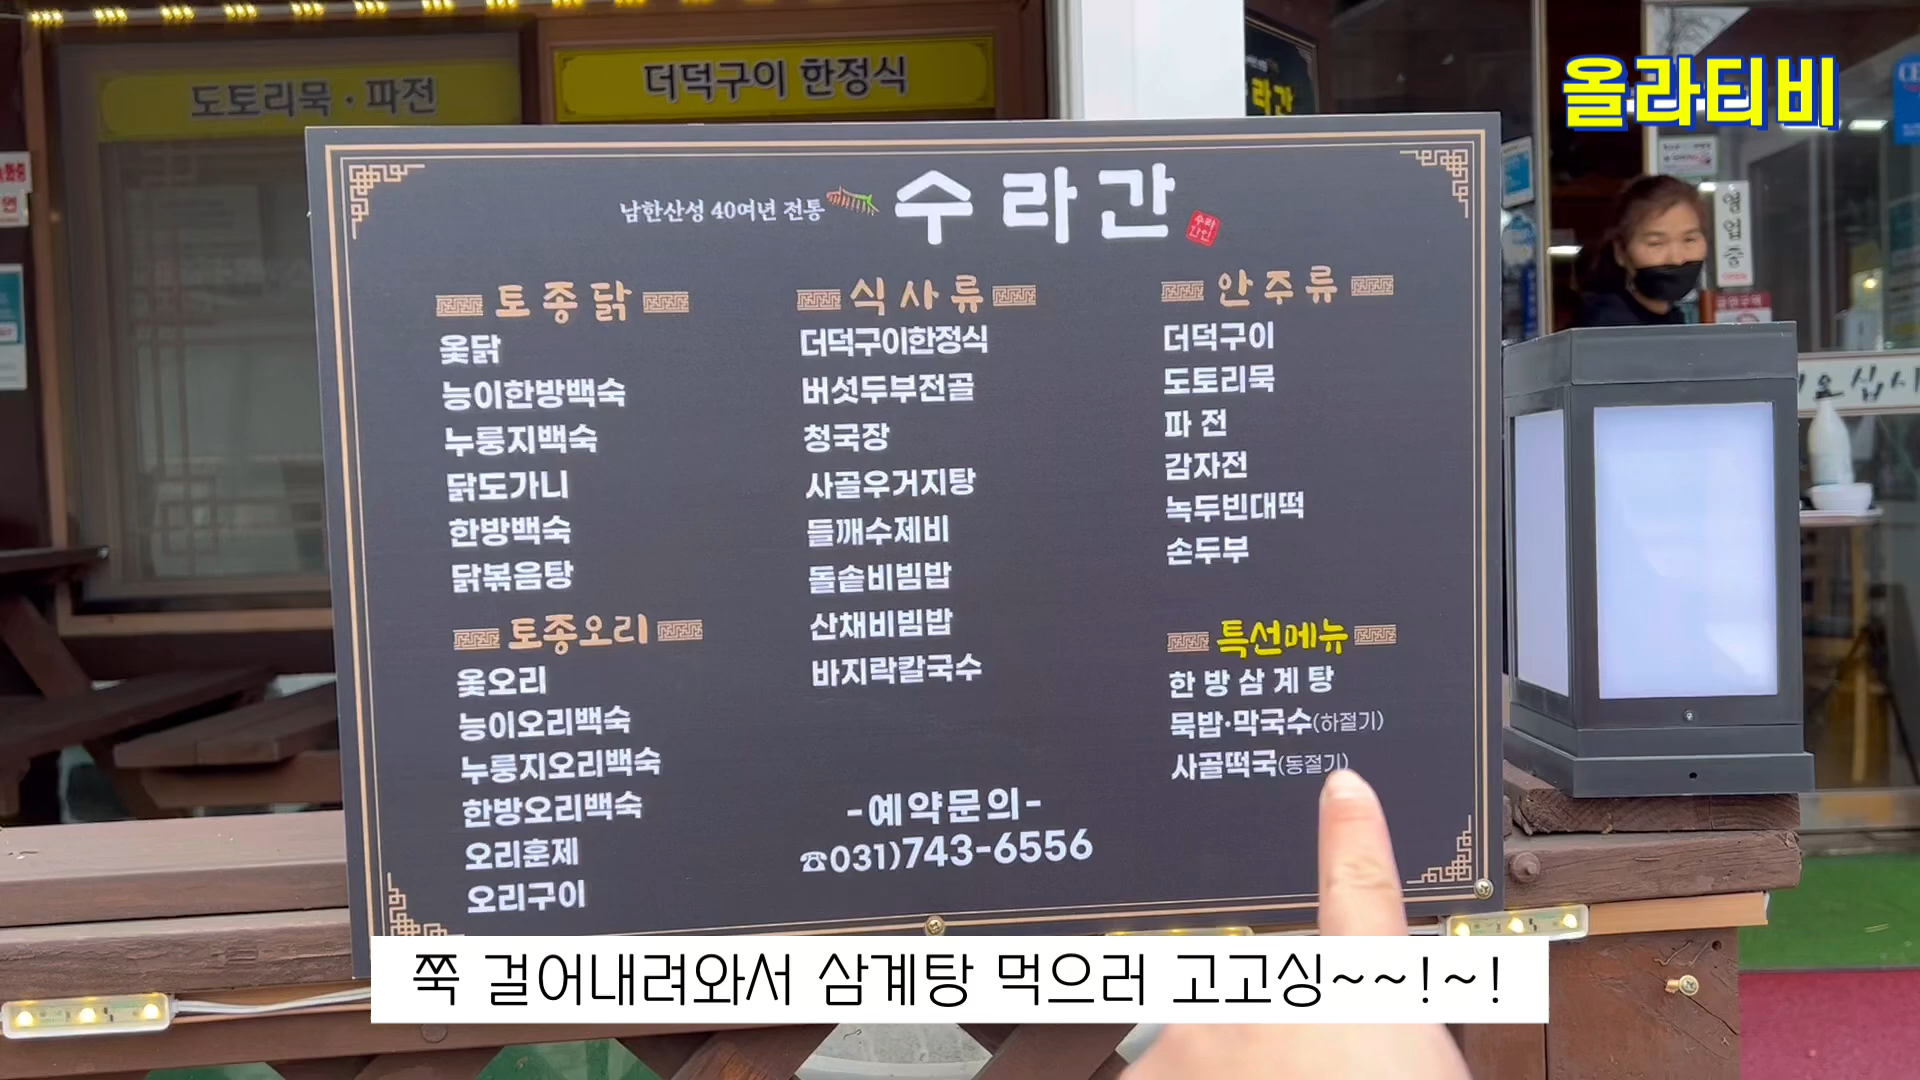 올라티비
도토리묵 · 파전
더덕구이 한정식
라간
남한산성 40여년 전통
수라간
토종닭
옻닭
능이한방백숙
누룽지백숙
닭도가니
한방백숙
닭볶음탕
토종오리
옻오리
능이오리백숙
누룽지오리백숙
한방오리백숙
오리훈제
오리구이
식사류
더덕구이한정식
버섯두부전골
청국장
사골우거지탕
들깨수제비
돌솥비빔밥
산채비빔밥
바지락칼국수
-예약문의-
☎031)743-6556
안주류
더덕구이
도토리묵
파 전
감자전
녹두빈대떡
손두부
특선메뉴
한 방 삼 계 탕
묵밥·막국수(하절기)
사골떡국(동절기)
영업중
쭉 걸어내려와서 삼계탕 먹으러 고고싱~~!~!